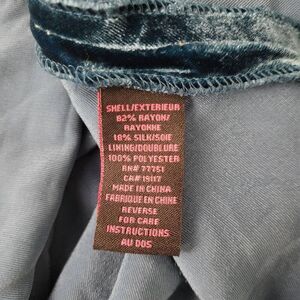 SHELL/EXTERIEUR
82% RAYON/
RAYONNE
18% SILK/SOIE
LINING/DOUBLURE
100% POLYESTER
RN# 77751
CA# 19117
MADE IN CHINA
FABRIQUE EN CHINE
REVERSE
FOR CARE
INSTRUCTIONS
AU DOS